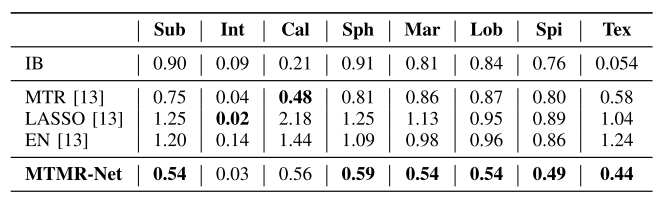 Sub Int Cal Sph Mar Lob Spi Tex
IB 0.90 0.09 0.21 0.91 0.81 0.84 0.76 0.054
MTR [13] 0.75 0.04 0.48 0.81 0.86 0.87 0.80 0.58
LASSO [13] 1.25 0.02 2.18 1.25 1.13 0.95 0.89 1.04
EN [13] 1.20 0.14 1.44 1.09 0.98 0.96 0.86 1.24
MTMR-Net 0.54 0.03 0.56 0.59 0.54 0.54 0.49 0.44